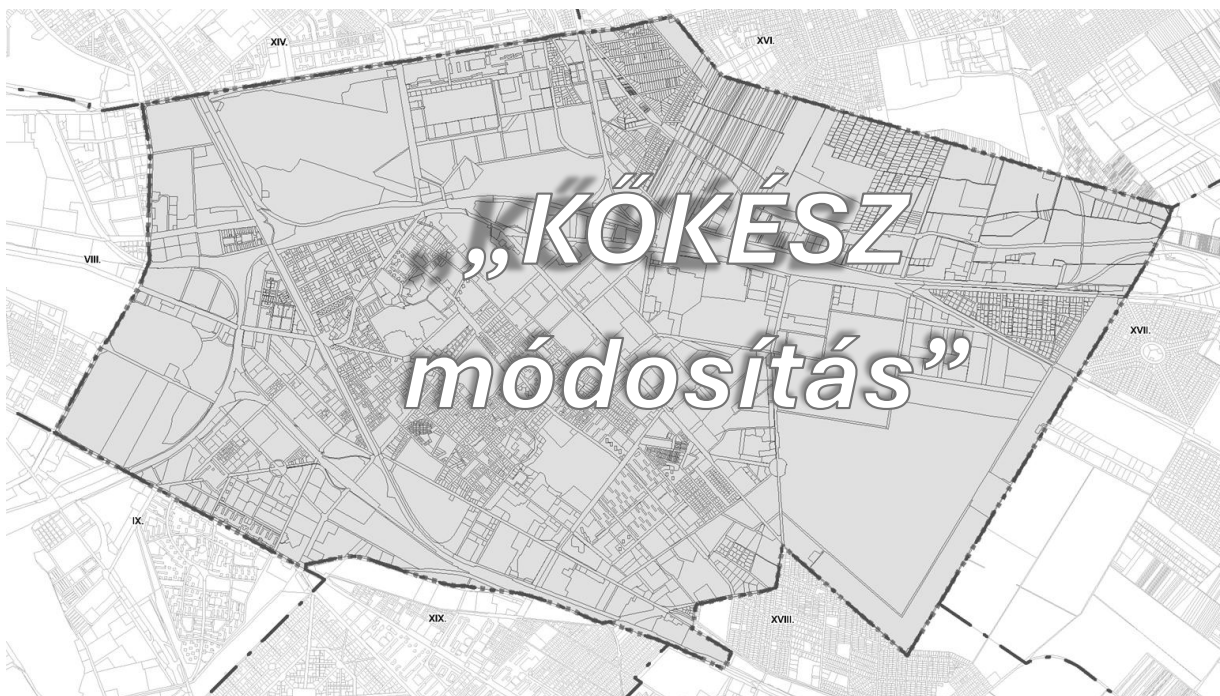 XIV.
XVI.
„KŐKÉSZ
VIII.
XVII.
módosítás”
IX.
XIX.
XVIII.